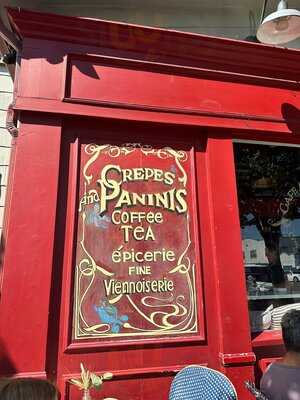 CREPES
AND PANINIS
COFFEE
TEA
épicerie
FINE
Viennoiserie